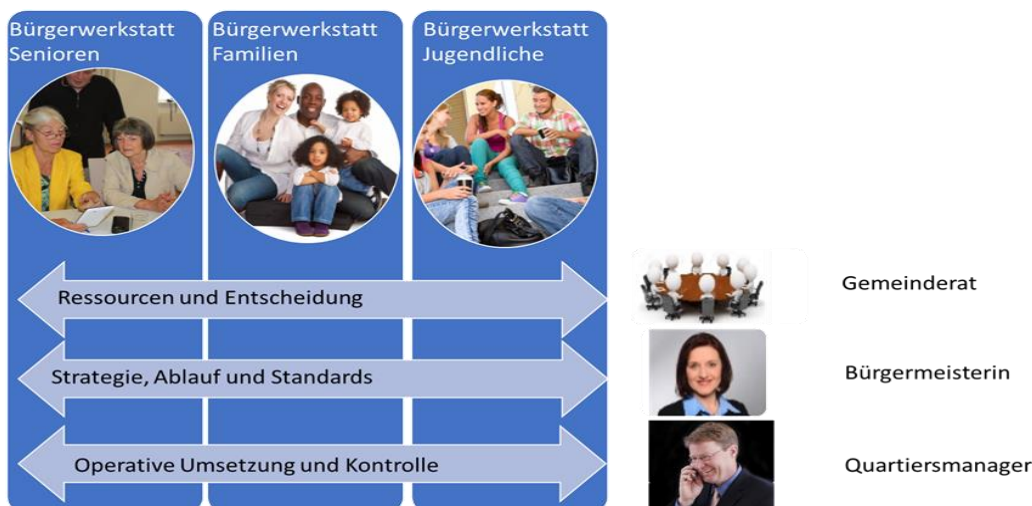 Bürgerwerkstatt
Senioren
Bürgerwerkstatt
Familien
Bürgerwerkstatt
Jugendliche
Ressourcen und Entscheidung
Gemeinderat
Strategie, Ablauf und Standards
Bürgermeisterin
Operative Umsetzung und Kontrolle
Quartiersmanager